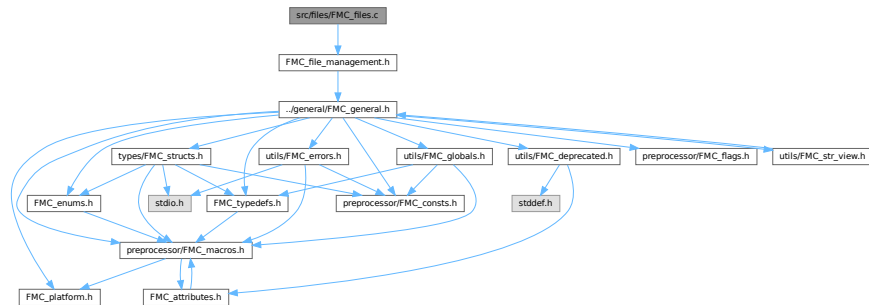 src/files/FMC_files.c
FMC_file_management.h
../general/FMC_general.h
types/FMC_structs.h
utils/FMC_errors.h
utils/FMC_globals.h
utils/FMC_deprecated.h
preprocessor/FMC_flags.h
utils/FMC_str_view.h
FMC_enums.h
stdio.h
FMC_typedefs.h
preprocessor/FMC_consts.h
stddef.h
preprocessor/FMC_macros.h
FMC_platform.h
FMC_attributes.h